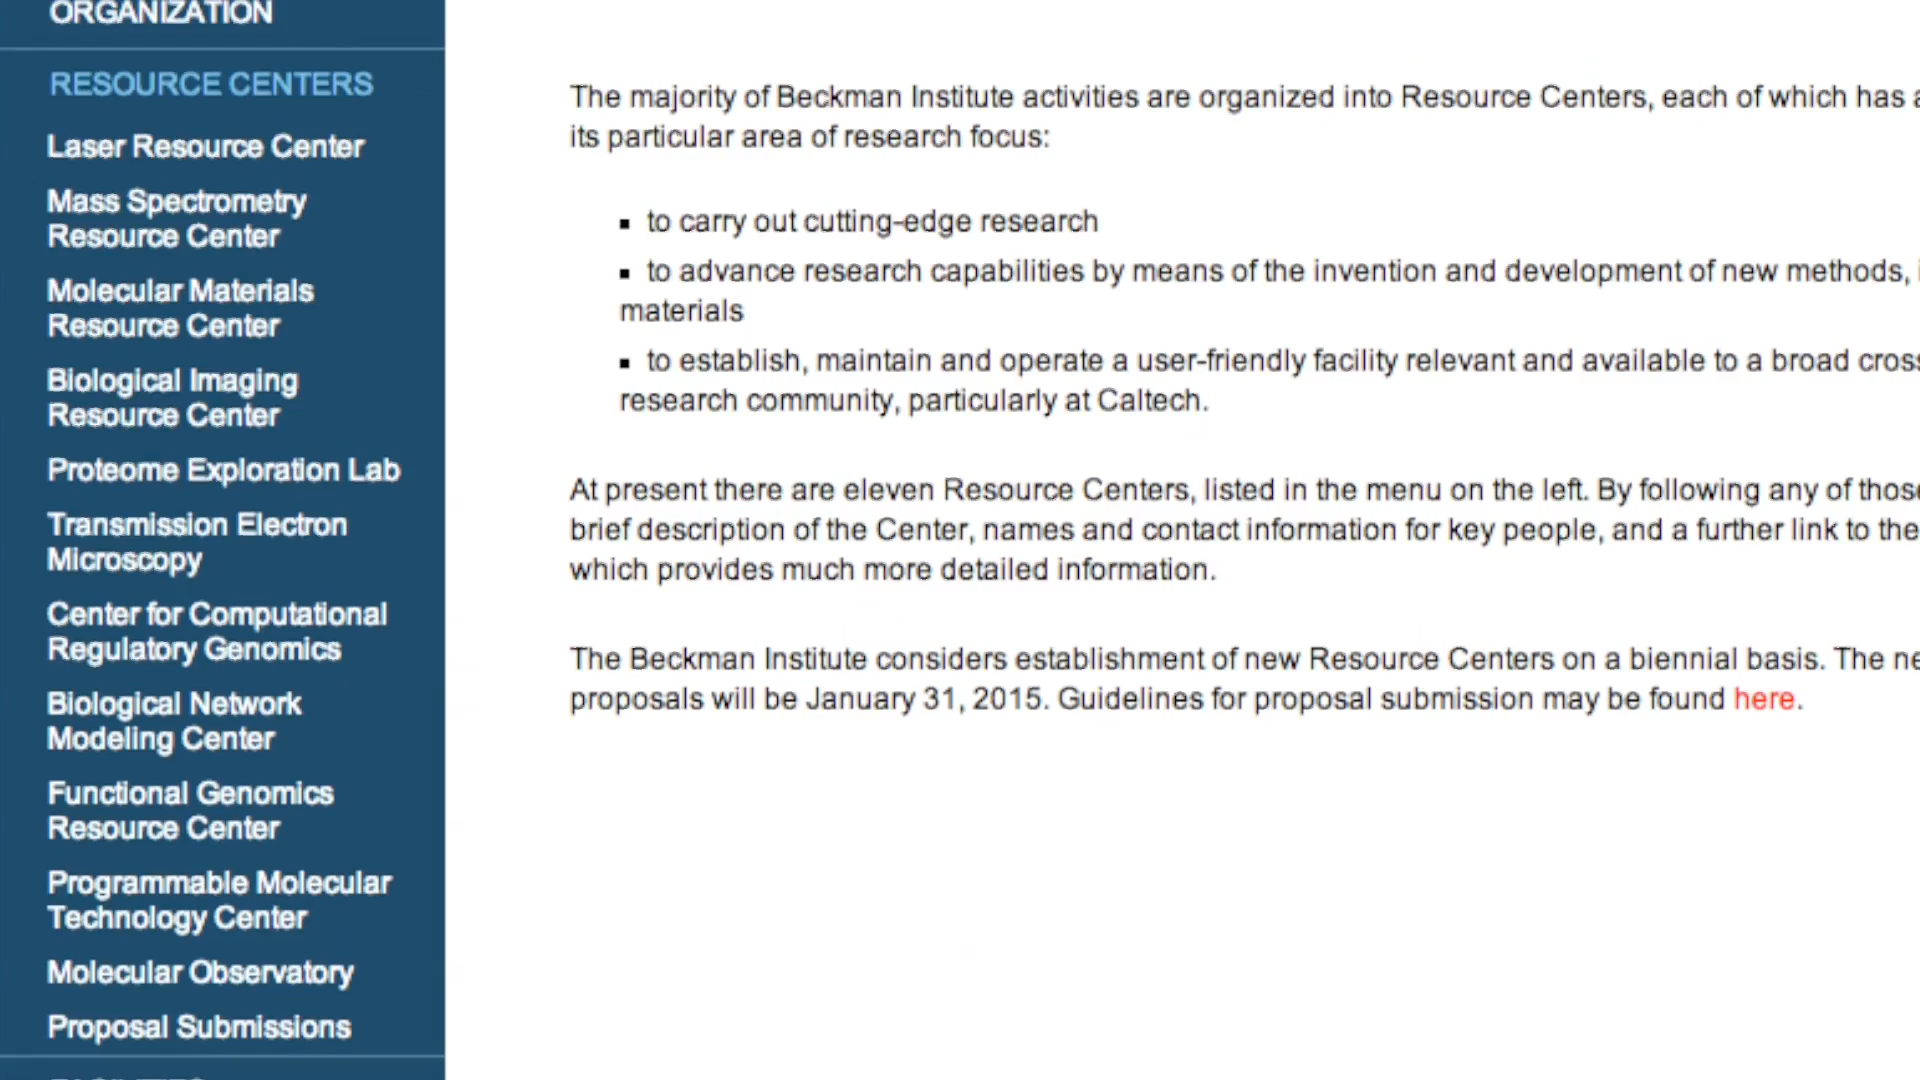 ORGANIZATION
RESOURCE CENTERS
Laser Resource Center
Mass Spectrometry
Resource Center
Molecular Materials
Resource Center
Biological Imaging
Resource Center
Proteome Exploration Lab
Transmission Electron
Microscopy
Center for Computational
Regulatory Genomics
Biological Network
Modeling Center
Functional Genomics
Resource Center
Programmable Molecular
Technology Center
Molecular Observatory
Proposal Submissions
The majority of Beckman Institute activities are organized into Resource Centers, each of which has
its particular area of research focus:
▪ to carry out cutting-edge research
▪ to advance research capabilities by means of the invention and development of new methods,
materials
▪ to establish, maintain and operate a user-friendly facility relevant and available to a broad
research community, particularly at Caltech.
At present there are eleven Resource Centers, listed in the menu on the left. By following any of
brief description of the Center, names and contact information for key people, and a further link to the
which provides much more detailed information.
The Beckman Institute considers establishment of new Resource Centers on a biennial basis. The
proposals will be January 31, 2015. Guidelines for proposal submission may be found here.